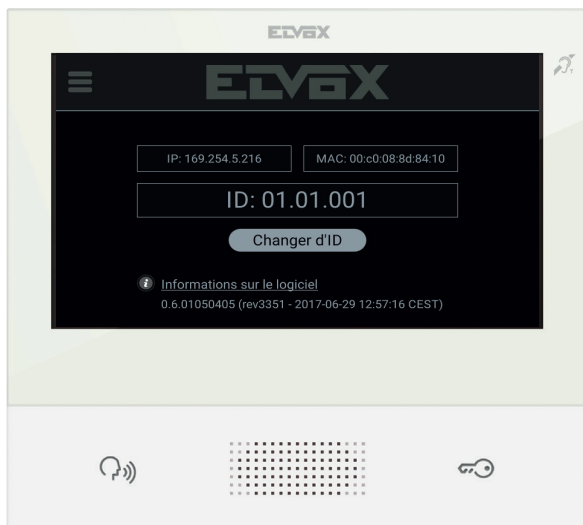 ELVOX
ELVOX
IP: 169.254.5.216
MAC: 00:c0:08:8d:84:10
ID: 01.01.001
Changer d'ID
Informations sur le logiciel
0.6.01050405 (rev3351 - 2017-06-29 12:57:16 CEST)